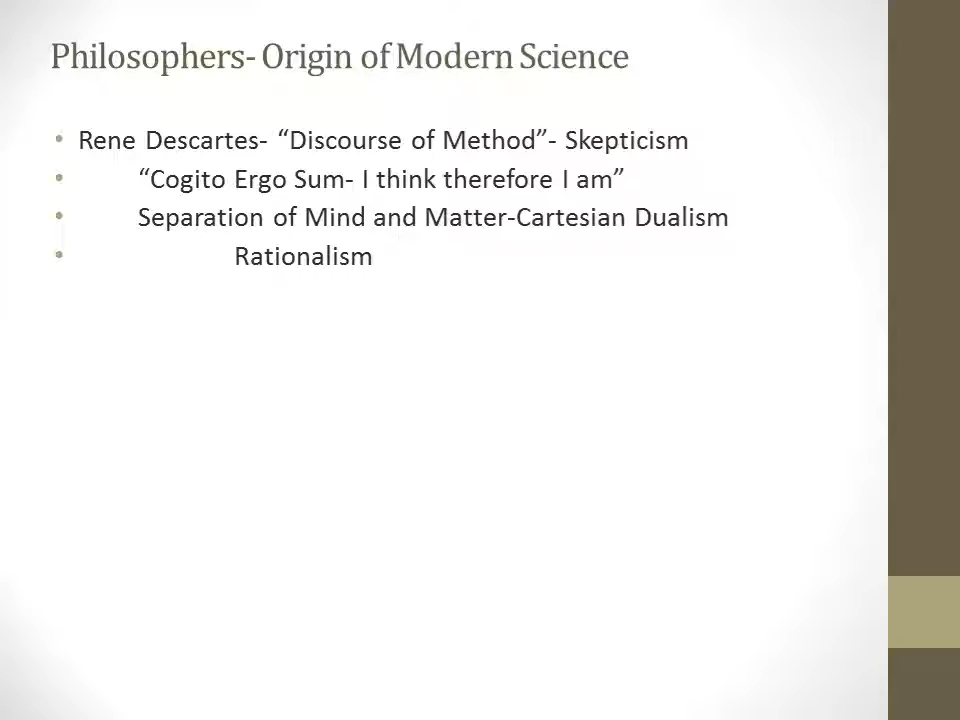 Philosophers- Origin of Modern Science
• Rene Descartes- “Discourse of Method”- Skepticism
• “Cogito Ergo Sum- I think therefore I am”
• Separation of Mind and Matter-Cartesian Dualism
• Rationalism